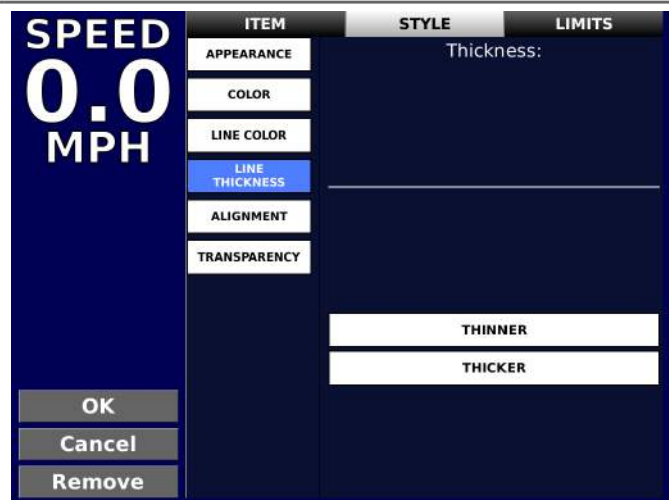 SPEED
0.0
MPH
OK
Cancel
Remove
ITEM
STYLE
LIMITS
APPEARANCE
COLOR
LINE COLOR
LINE
THICKNESS
ALIGNMENT
TRANSPARENCY
Thickness:
THINNER
THICKER